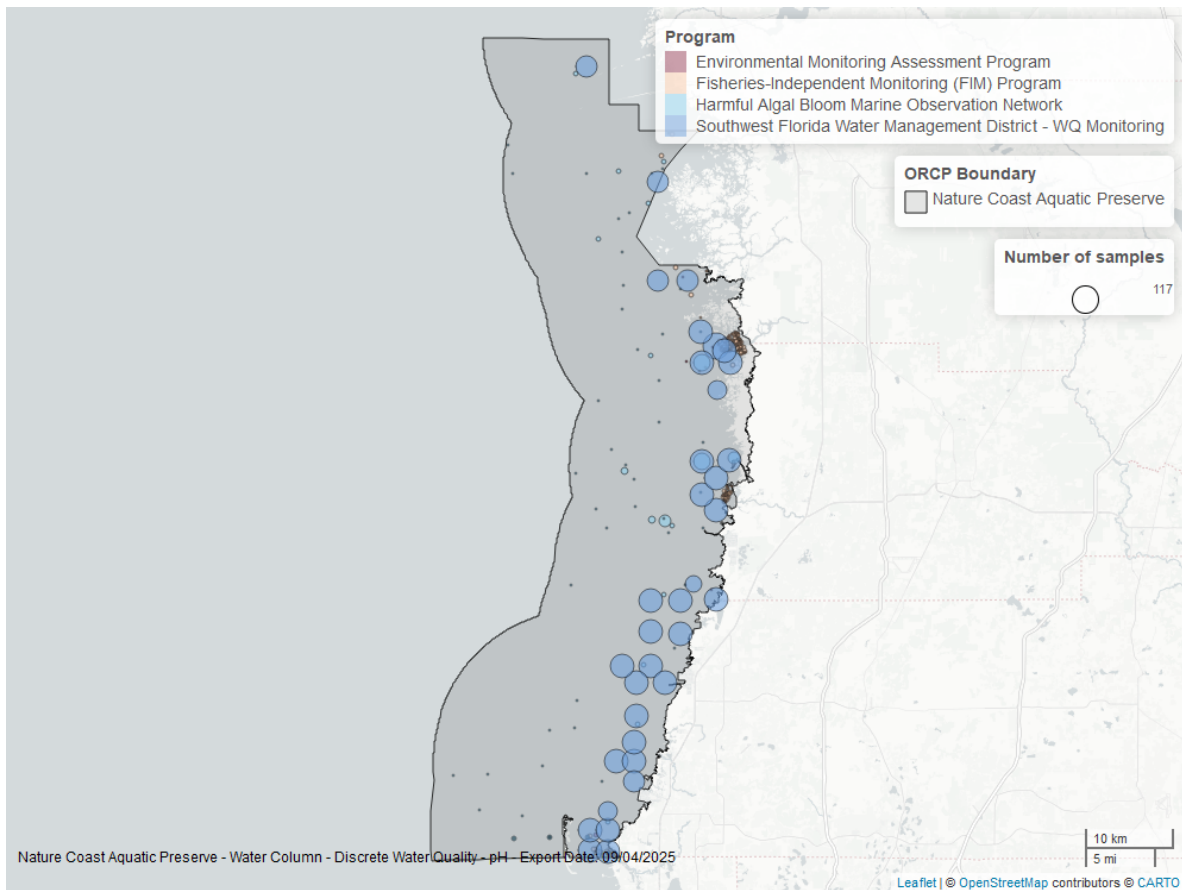 Program
Environmental Monitoring Assessment Program
Fisheries-Independent Monitoring (FIM) Program
Harmful Algal Bloom Marine Observation Network
Southwest Florida Water Management District - WQ Monitoring
ORCP Boundary
Nature Coast Aquatic Preserve
Number of samples
117
10 km
5 mi
Nature Coast Aquatic Preserve - Water Column - Discrete Water Quality - pH - Export Date: 09/04/2025
Leaflet | © OpenStreetMap contributors © CARTO